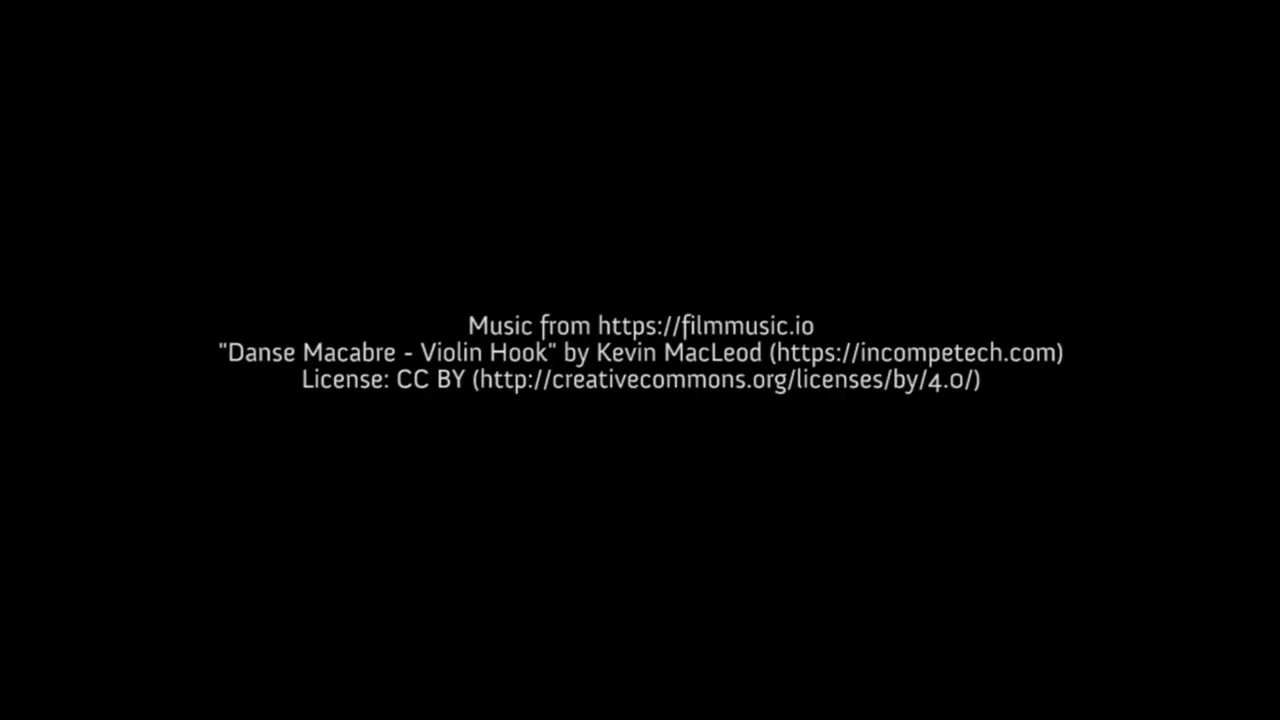 Music from https://filmmusic.io
"Danse Macabre - Violin Hook" by Kevin MacLeod (https://incompetech.com)
License: CC BY (http://creativecommons.org/licenses/by/4.0/)